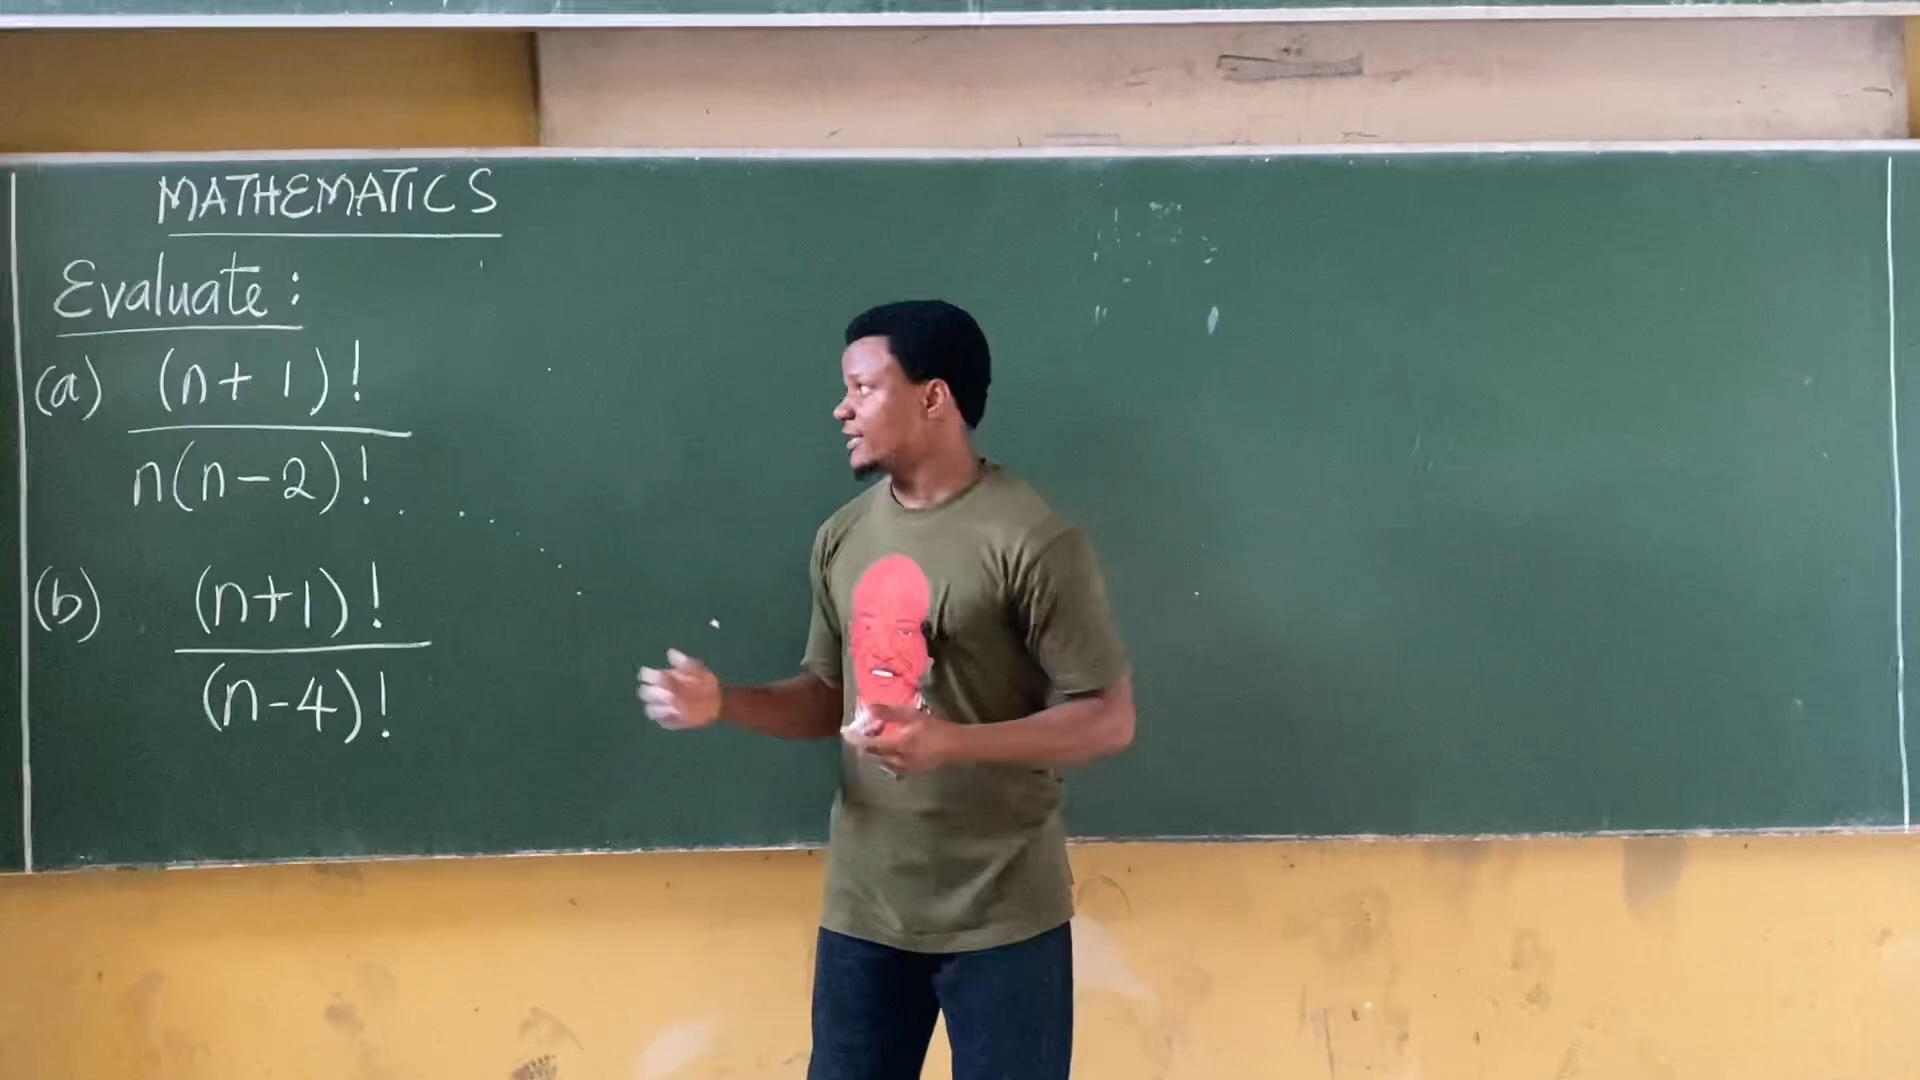 MATHEMATICS
Evaluate:
(a) (n+1)!
n(n-2)!
(b) (n+1)!
(n-4)!